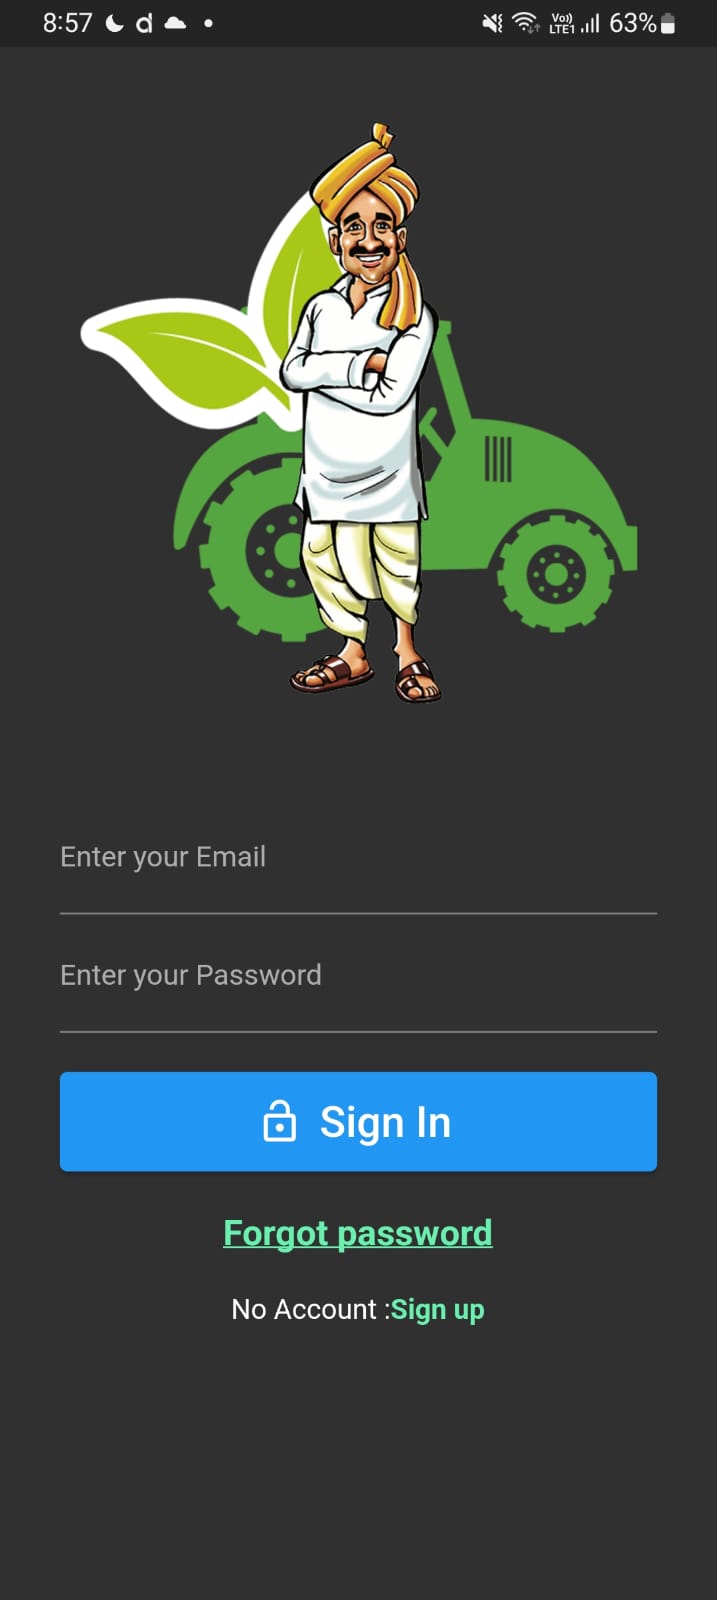 8:57 Vo)) LTE1 63%
Enter your Email
Enter your Password
Sign In
Forgot password
No Account :Sign up